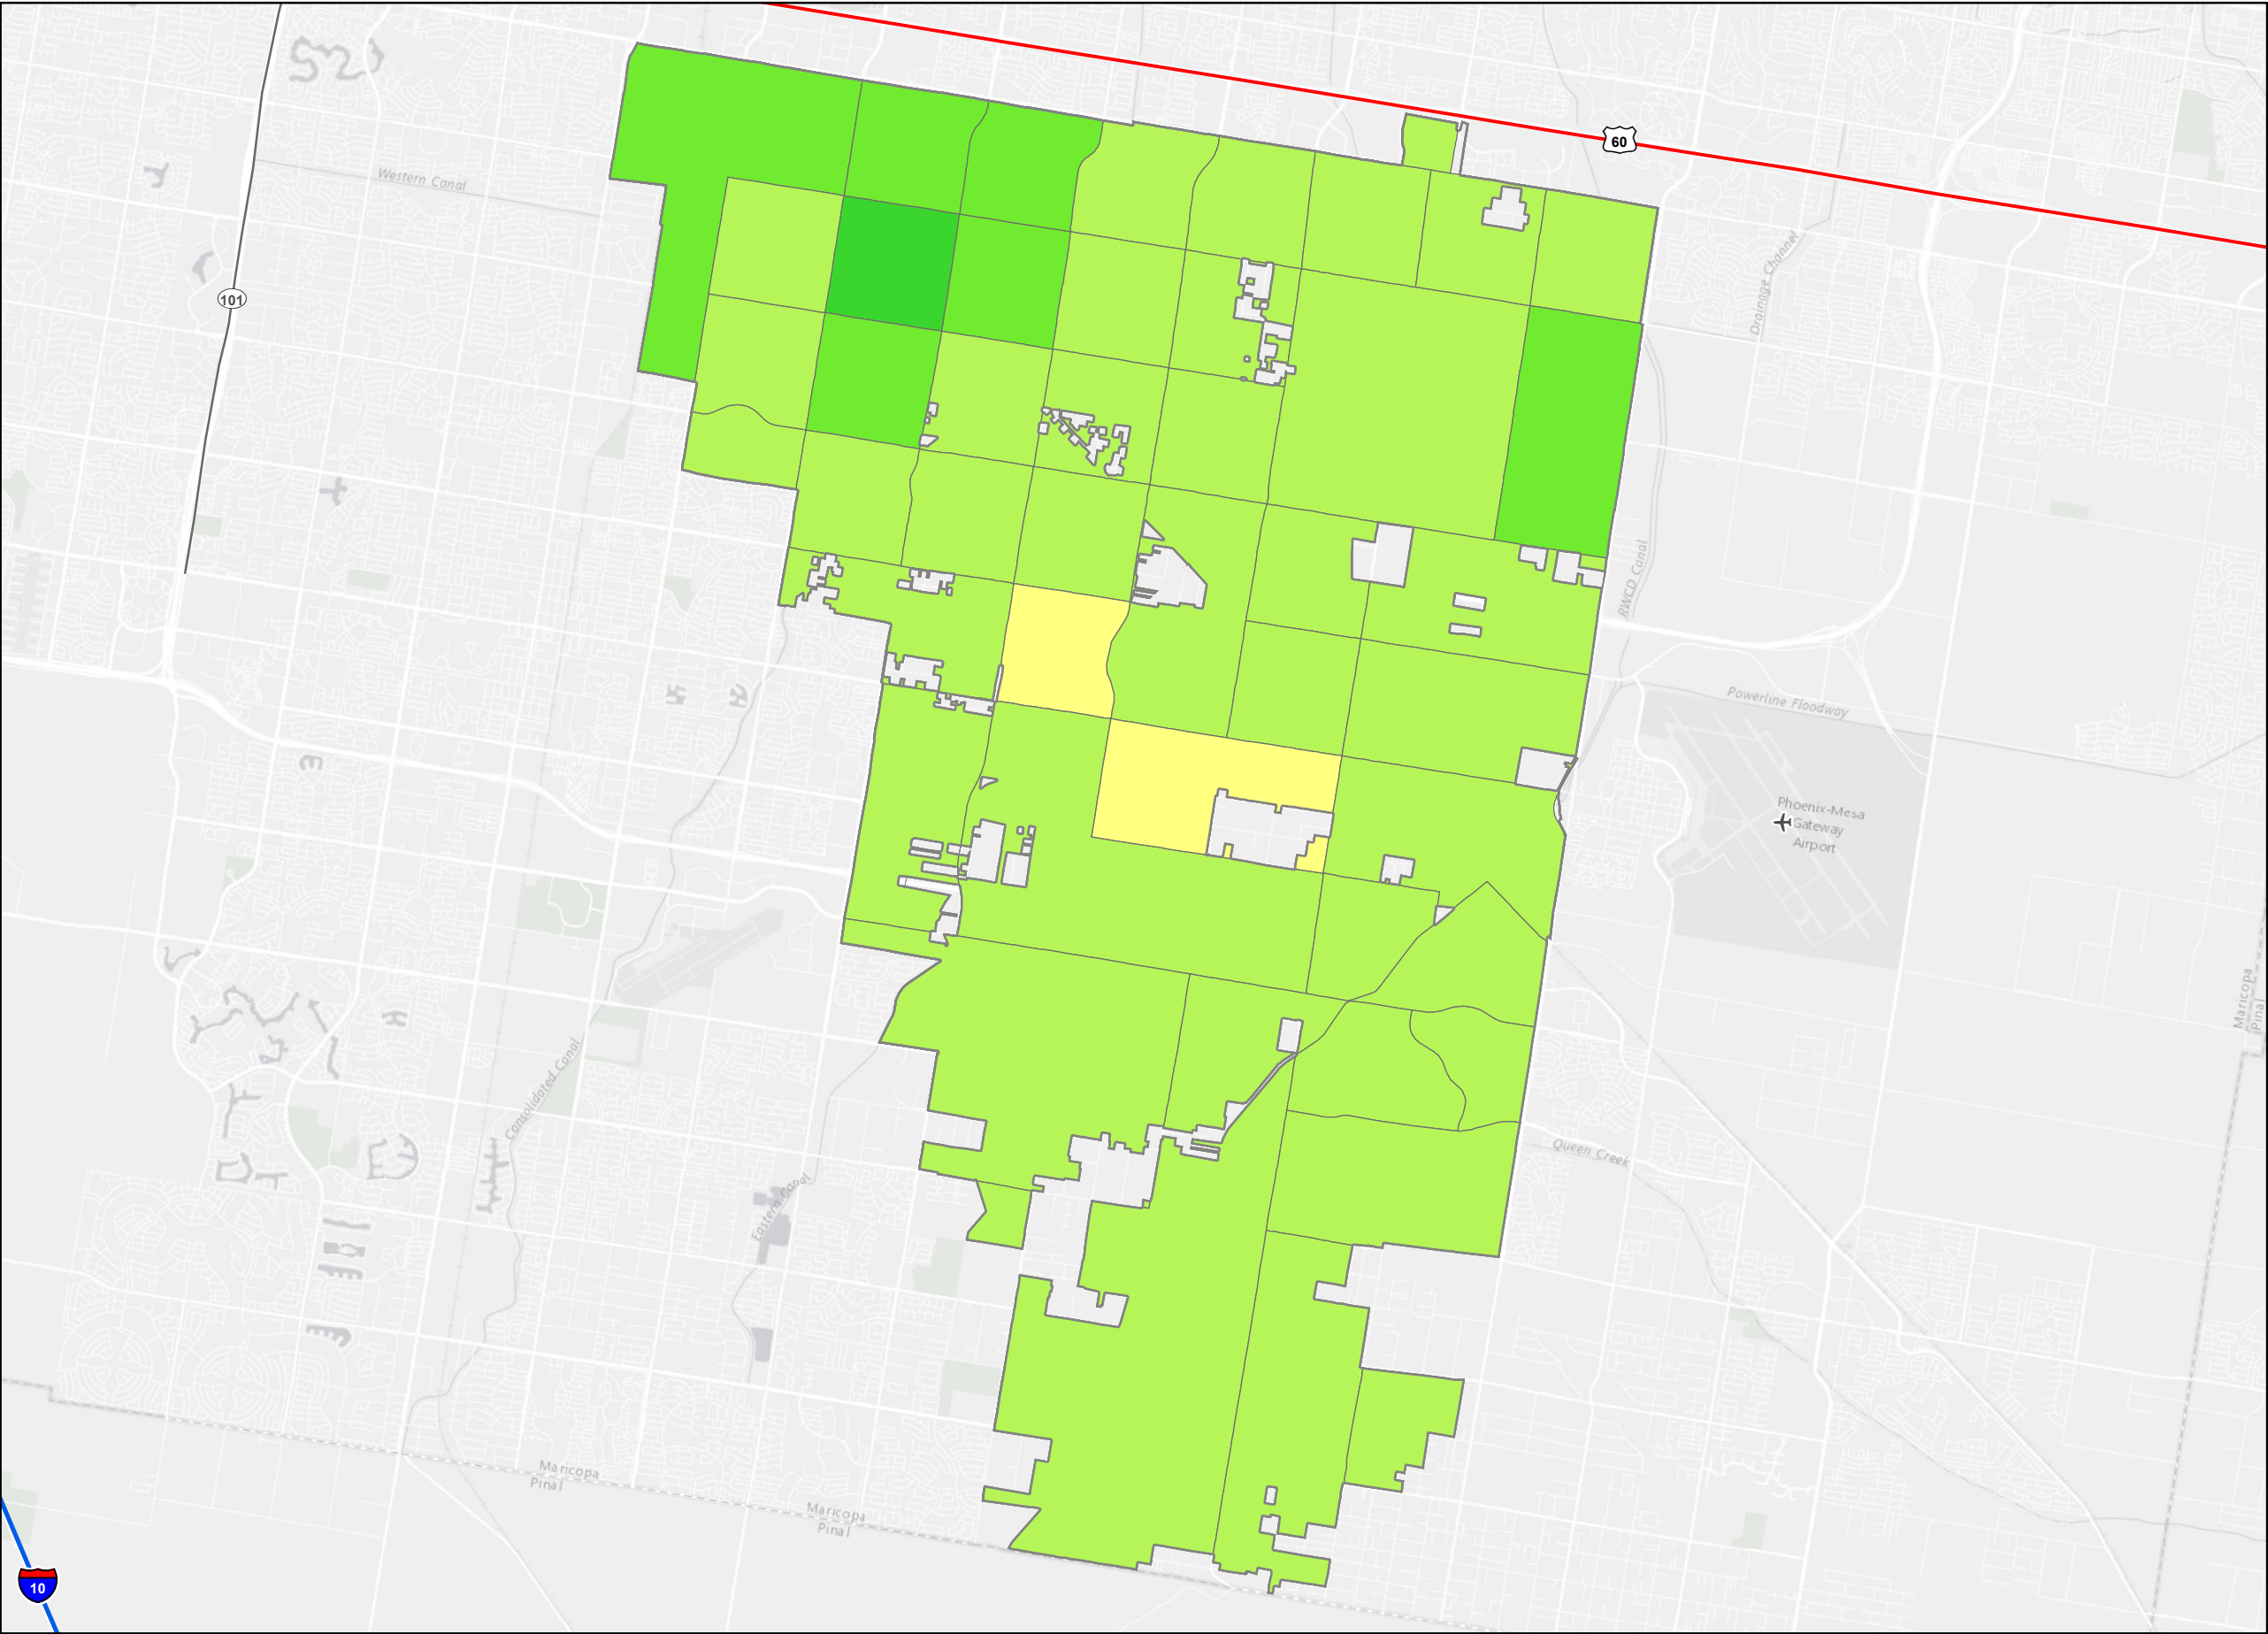 60
Western Canal
Drainage Channel
101
RWCD Canal
Powerline Floodway
Phoenix-Mesa
Gateway
Airport
Maricopa
Pinal
Consolidated Canal
Queen Creek
Eastern Canal
Maricopa
Pinal
Maricopa
Pinal
10